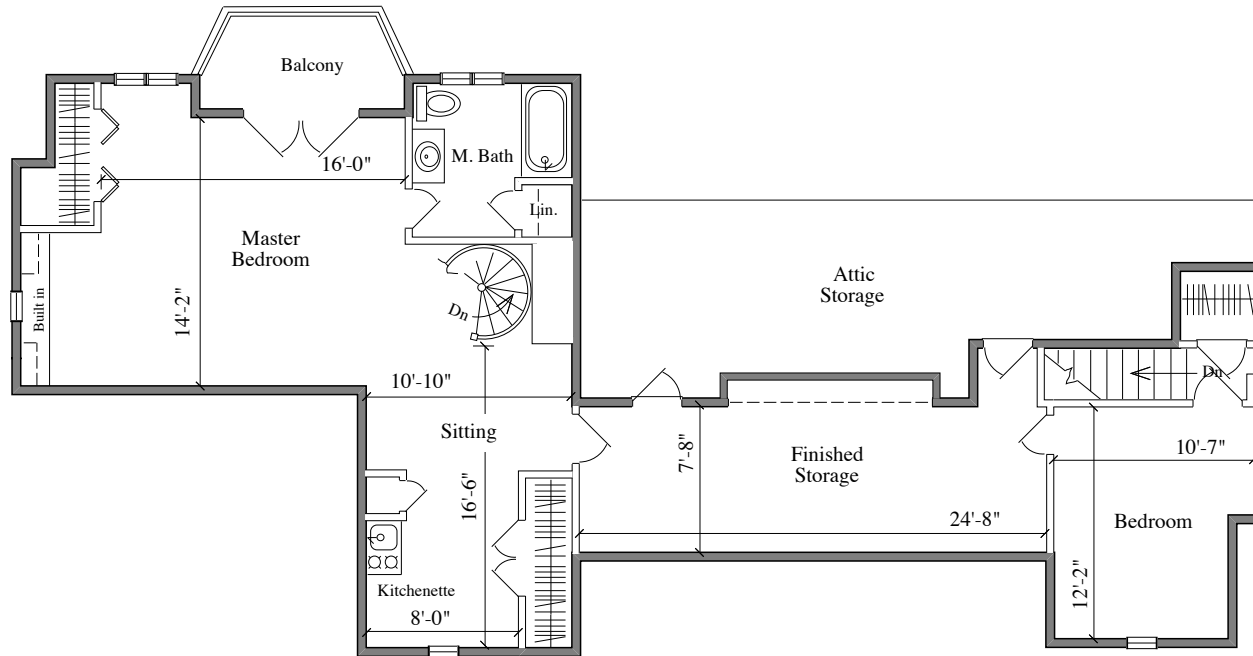 Balcony
M. Bath
16'-0"
Lin.
Master
Bedroom
Attic
Storage
Built in
14'-2"
Dn
Dn
10'-10"
Sitting
7'-8"
Finished
Storage
10'-7"
16'-6"
24'-8"
Bedroom
Kitchenette
12'-2"
8'-0"